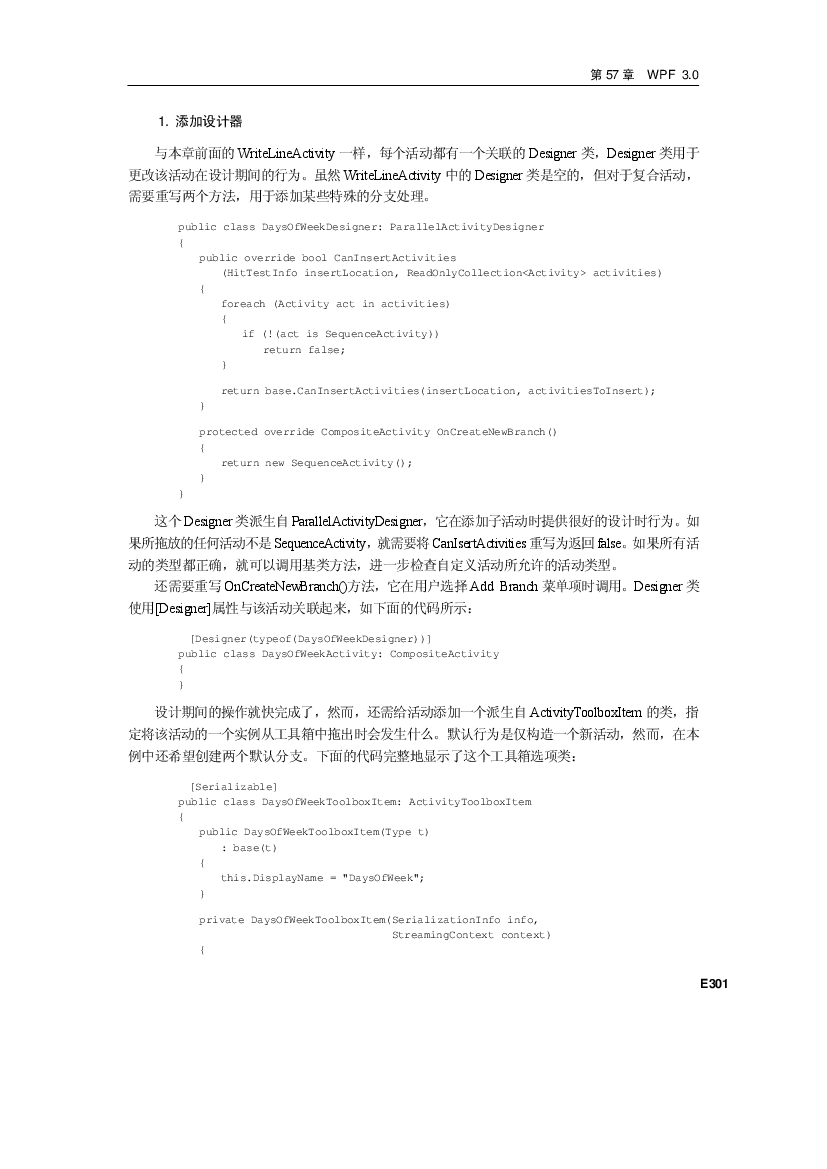 第 57 章 WPF 3.0
1. 添加设计器
与本章前面的 WriteLineActivity 一样，每个活动都有一个关联的 Designer 类，Designer 类用于
更改该活动在设计期间的行为。虽然 WriteLineActivity 中的 Designer 类是空的，但对于复合活动，
需要重写两个方法，用于添加某些特殊的分支处理。
public class DaysOfWeekDesigner: ParallelActivityDesigner
{
public override bool CanInsertActivities
(HitTestInfo insertLocation, ReadOnlyCollection<Activity> activities)
{
foreach (Activity act in activities)
{
if (!(act is SequenceActivity))
return false;
}
return base.CanInsertActivities(insertLocation, activitiesToInsert);
}
protected override CompositeActivity OnCreateNewBranch()
{
return new SequenceActivity();
}
}
这个 Designer 类派生自 ParallelActivityDesigner，它在添加子活动时提供很好的设计时行为。如
果所拖放的任何活动不是 SequenceActivity，就需要将 CanIsertActivities 重写为返回 false。如果所有活
动的类型都正确，就可以调用基类方法，进一步检查自定义活动所允许的活动类型。
还需要重写 OnCreateNewBranch()方法，它在用户选择 Add Branch 菜单项时调用。Designer 类
使用[Designer]属性与该活动关联起来，如下面的代码所示：
[Designer(typeof(DaysOfWeekDesigner))]
public class DaysOfWeekActivity: CompositeActivity
{
}
设计期间的操作就快完成了，然而，还需给活动添加一个派生自 ActivityToolboxItem 的类，指
定将该活动的一个实例从工具箱中拖出时会发生什么。默认行为是仅构造一个新活动，然而，在本
例中还希望创建两个默认分支。下面的代码完整地显示了这个工具箱选项类：
[Serializable]
public class DaysOfWeekToolboxItem: ActivityToolboxItem
{
public DaysOfWeekToolboxItem(Type t)
: base(t)
{
this.DisplayName = "DaysOfWeek";
}
private DaysOfWeekToolboxItem(SerializationInfo info,
StreamingContext context)
{
E301